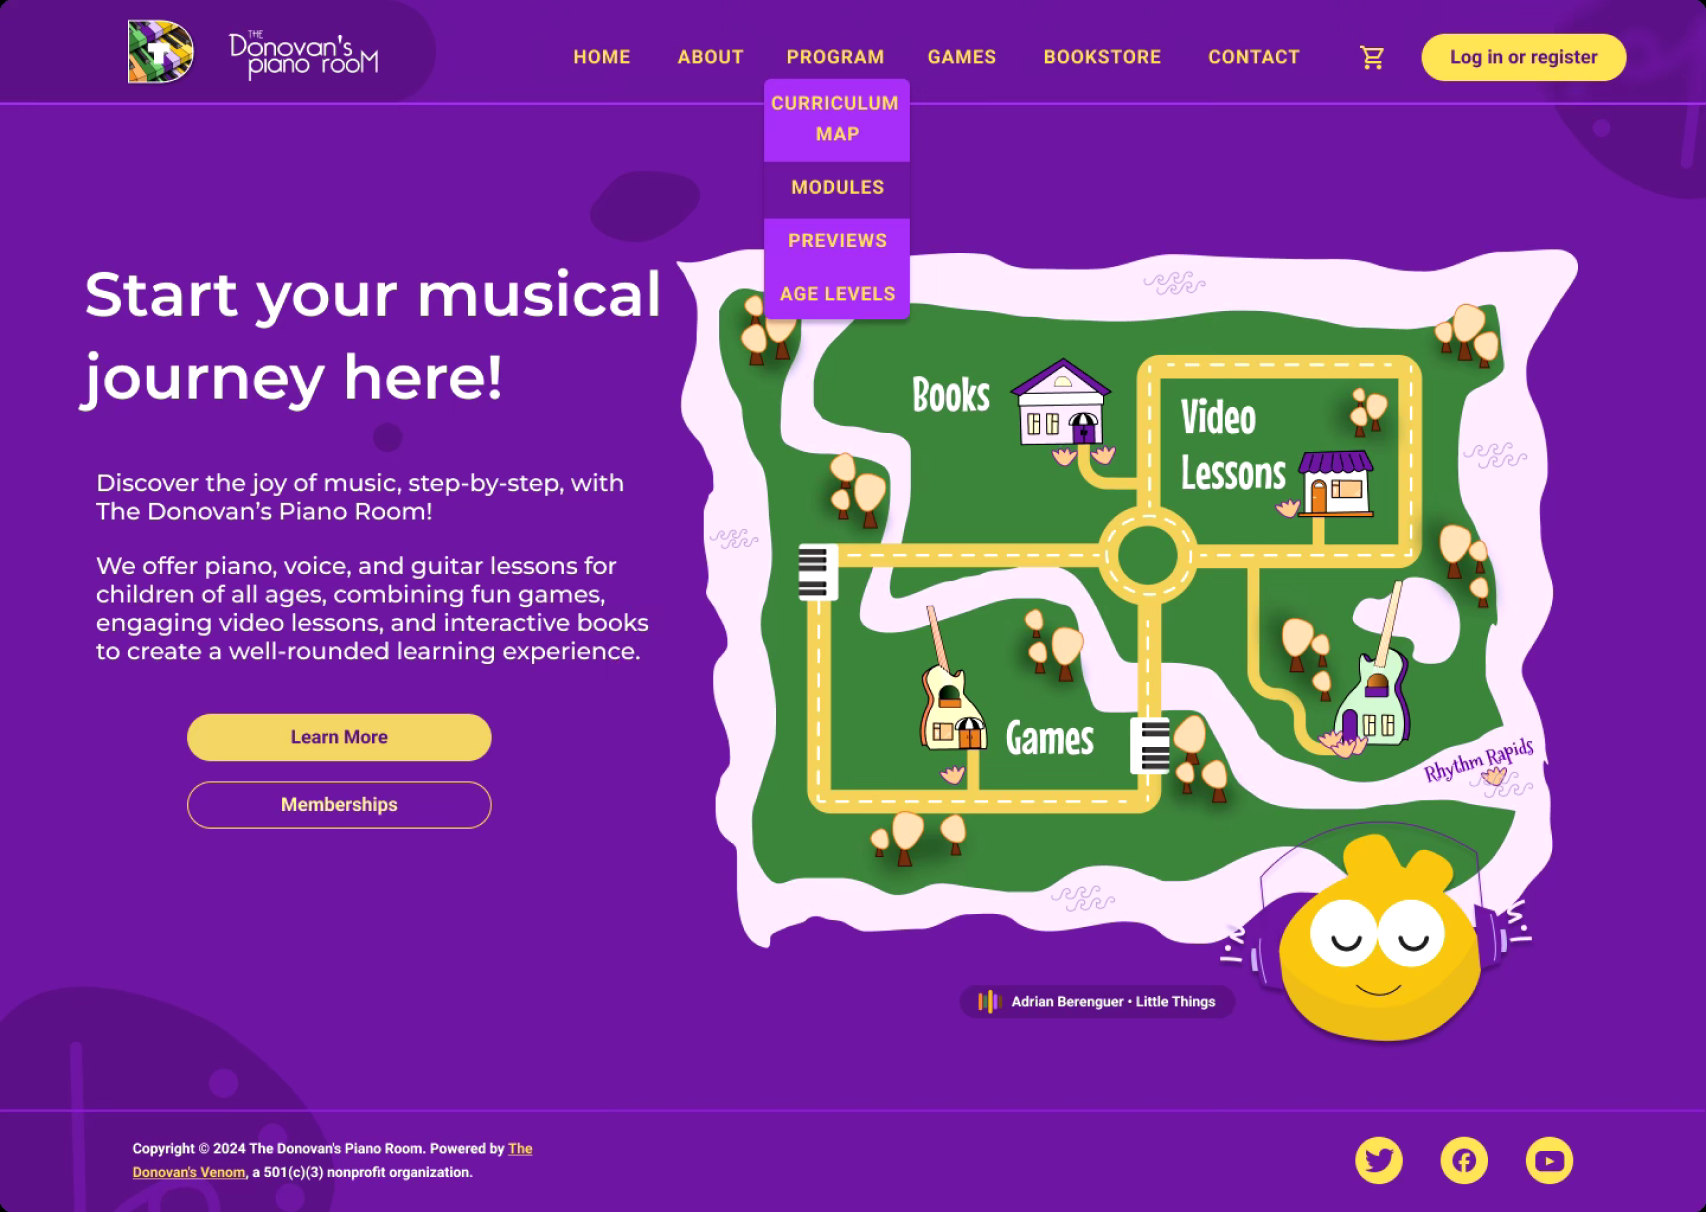 THE
Donovan's
piano rooM
HOME ABOUT PROGRAM GAMES BOOKSTORE CONTACT Log in or register
CURRICULUM
MAP
MODULES
PREVIEWS
AGE LEVELS
Start your musical
journey here!
Discover the joy of music, step-by-step, with
The Donovan’s Piano Room!
We offer piano, voice, and guitar lessons for
children of all ages, combining fun games,
engaging video lessons, and interactive books
to create a well-rounded learning experience.
Learn More
Memberships
Books
Video
Lessons
Games
Rhythm Rapids
Adrian Berenguer • Little Things
Copyright © 2024 The Donovan's Piano Room. Powered by The
Donovan's Venom, a 501(c)(3) nonprofit organization.